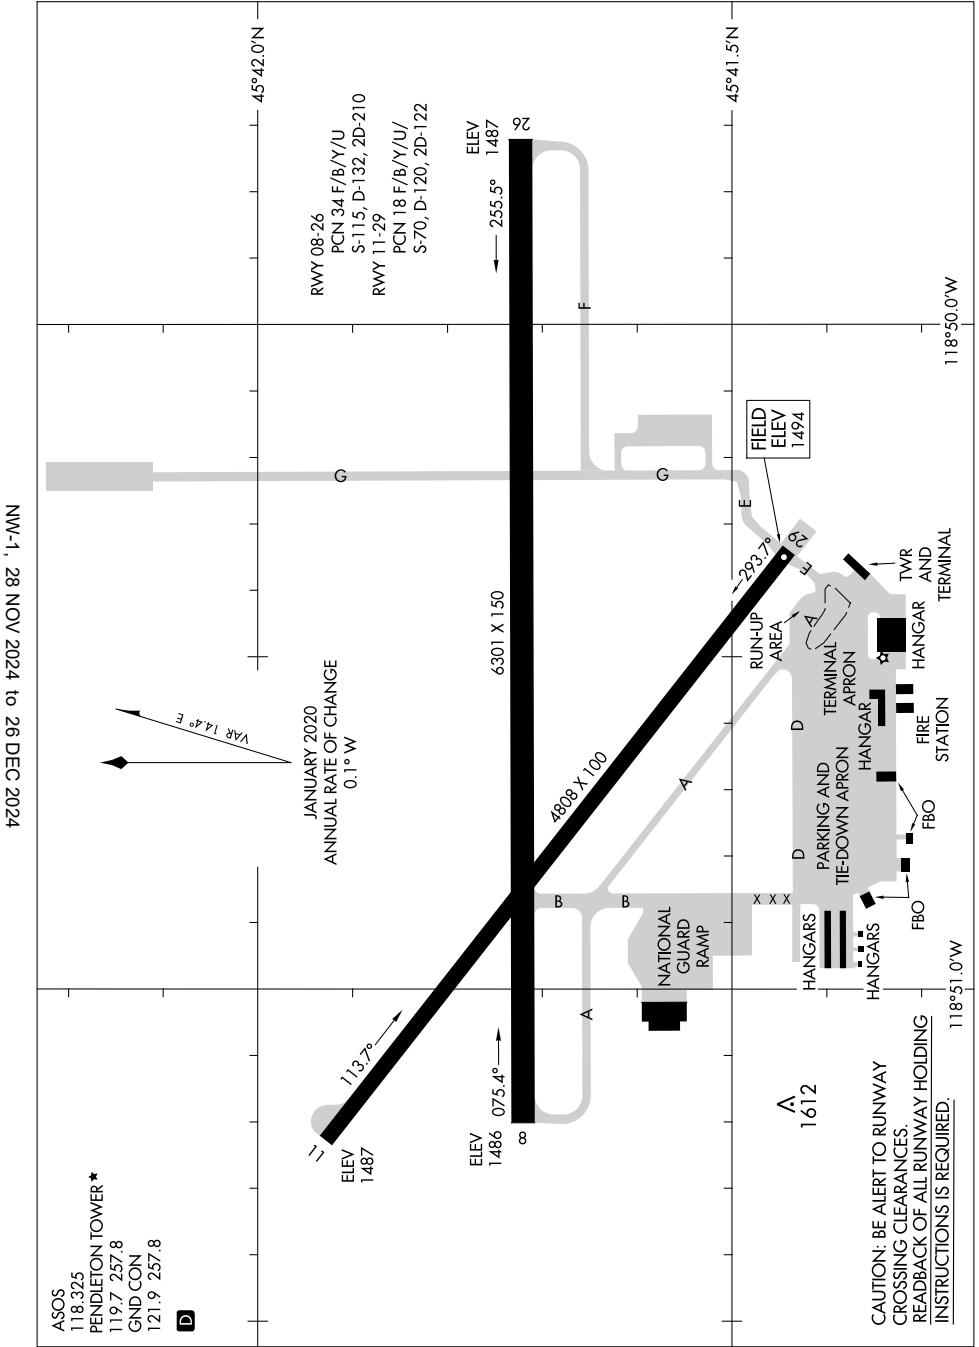 ASOS
118.325
PENDLETON TOWER★
119.7 257.8
GND CON
121.9 257.8
D
45°42.0'N
45°41.5'N
118°50.0'W
118°51.0'W
RWY 08-26
PCN 34 F/B/Y/U
S-115, D-132, 2D-210
RWY 11-29
PCN 18 F/B/Y/U/
S-70, D-120, 2D-122
ELEV
1487
26
255.5°
F
G
G
FIELD
ELEV
1494
E
E
29
293.7°
TWR
AND
TERMINAL
RUN-UP
AREA
A
HANGAR
TERMINAL
APRON
HANGAR
FIRE
STATION
6301 X 150
VAR 14.4° E
JANUARY 2020
ANNUAL RATE OF CHANGE
0.1° W
4808 X 100
A
D
D
PARKING AND
TIE-DOWN APRON
FBO
FBO
B
B
X X X
NATIONAL
GUARD
RAMP
HANGARS
HANGARS
A
113.7°
11
ELEV
1487
075.4°
8
ELEV
1486
1612
CAUTION: BE ALERT TO RUNWAY
CROSSING CLEARANCES.
READBACK OF ALL RUNWAY HOLDING
INSTRUCTIONS IS REQUIRED.
NW-1, 28 NOV 2024 to 26 DEC 2024